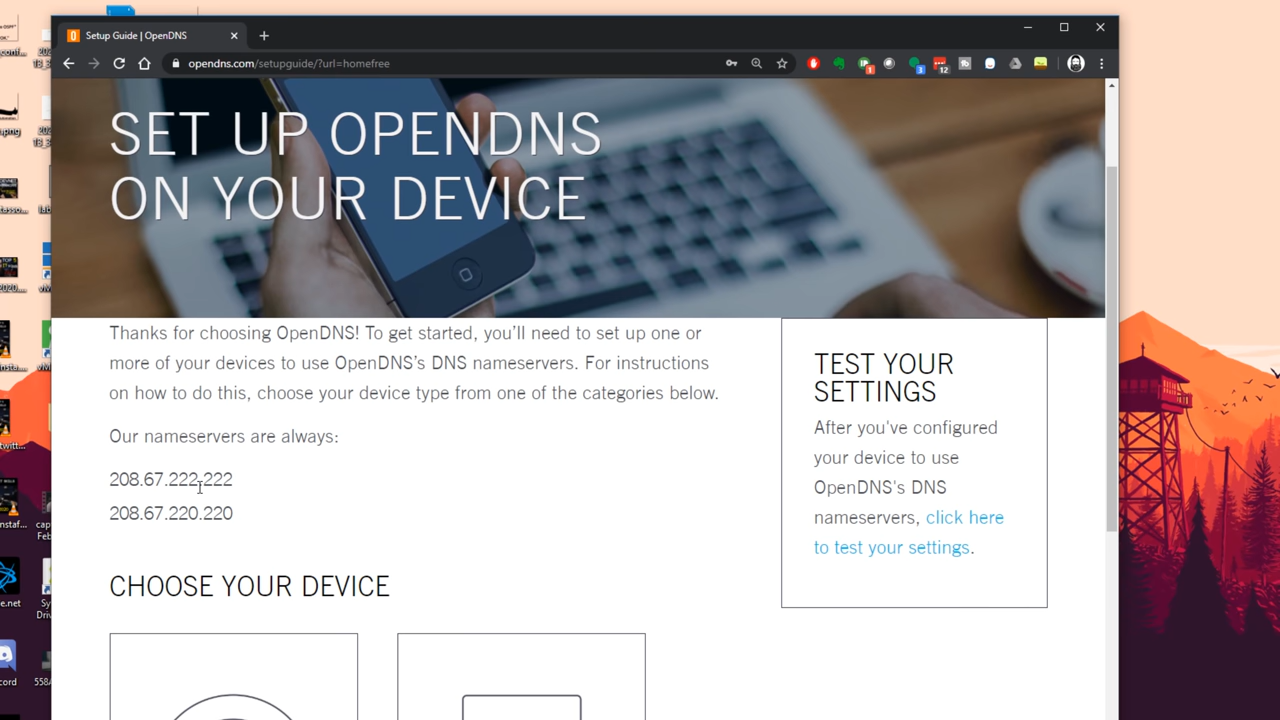 Setup Guide | OpenDNS
opendns.com/setupguide/?url=homefree
1
3
12
SET UP OPENDNS
ON YOUR DEVICE
Thanks for choosing OpenDNS! To get started, you'll need to set up one or
more of your devices to use OpenDNS's DNS nameservers. For instructions
on how to do this, choose your device type from one of the categories below.
Our nameservers are always:
208.67.222.222
208.67.220.220
CHOOSE YOUR DEVICE
TEST YOUR
SETTINGS
After you've configured
your device to use
OpenDNS's DNS
nameservers, click here
to test your settings.